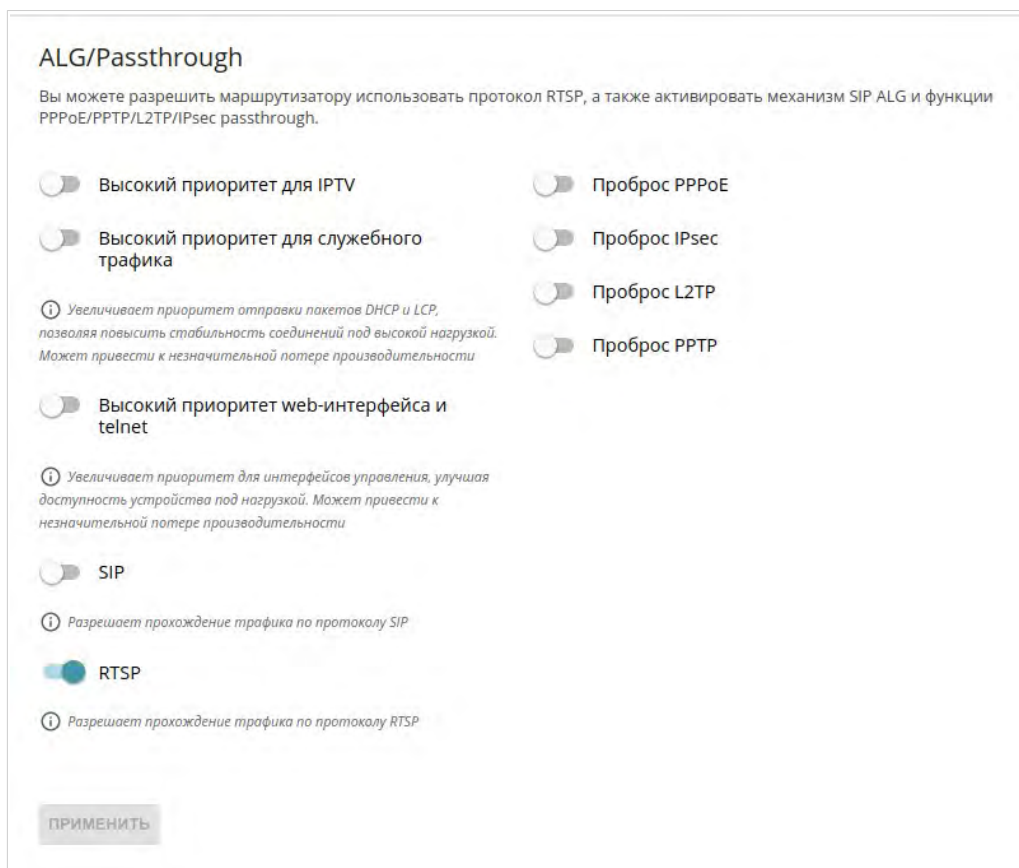 ALG/Passthrough
Вы можете разрешить маршрутизатору использовать протокол RTSP, а также активировать механизм SIP ALG и функции
PPPoE/PPTP/L2TP/IPsec passthrough.
Высокий приоритет для IPTV
Высокий приоритет для служебного
трафика
Увеличивает приоритет отправки пакетов DHCP и LCP,
позволяя повысить стабильность соединений под высокой нагрузкой.
Может привести к незначительной потере производительности
Высокий приоритет web-интерфейса и
telnet
Увеличивает приоритет для интерфейсов управления, улучшая
доступность устройства под нагрузкой. Может привести к
незначительной потере производительности
SIP
Разрешает прохождение трафика по протоколу SIP
RTSP
Разрешает прохождение трафика по протоколу RTSP
Проброс PPPoE
Проброс IPsec
Проброс L2TP
Проброс PPTP
ПРИМЕНИТЬ